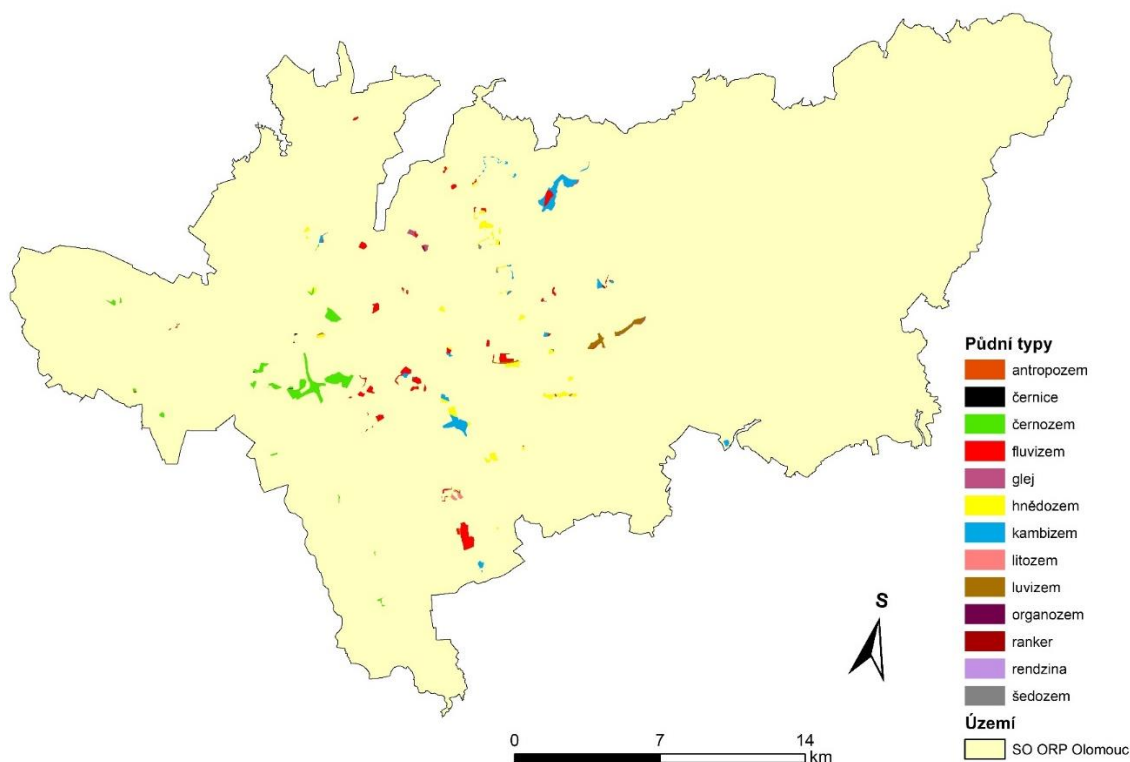 Půdní typy
antropozem
černice
černozem
fluvizem
glej
hnědozem
kambizem
litozem
luvizem
organozem
ranker
rendzina
šedozem
Území
SO ORP Olomouc
S
0 7 14
km